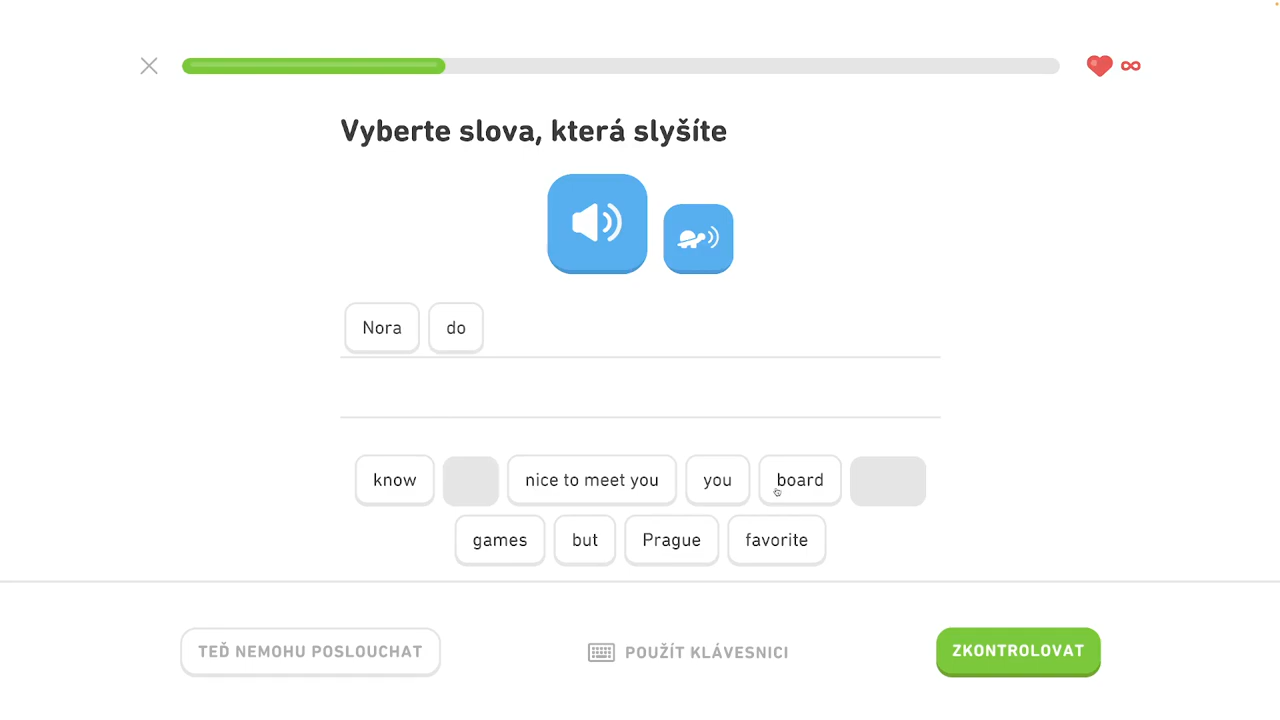 Vyberte slova, která slyšíte
Nora do
know nice to meet you you board
games but Prague favorite
TEĎ NEMOHU POSLOUCHAT POUŽÍT KLÁVESNICI ZKONTROLOVAT